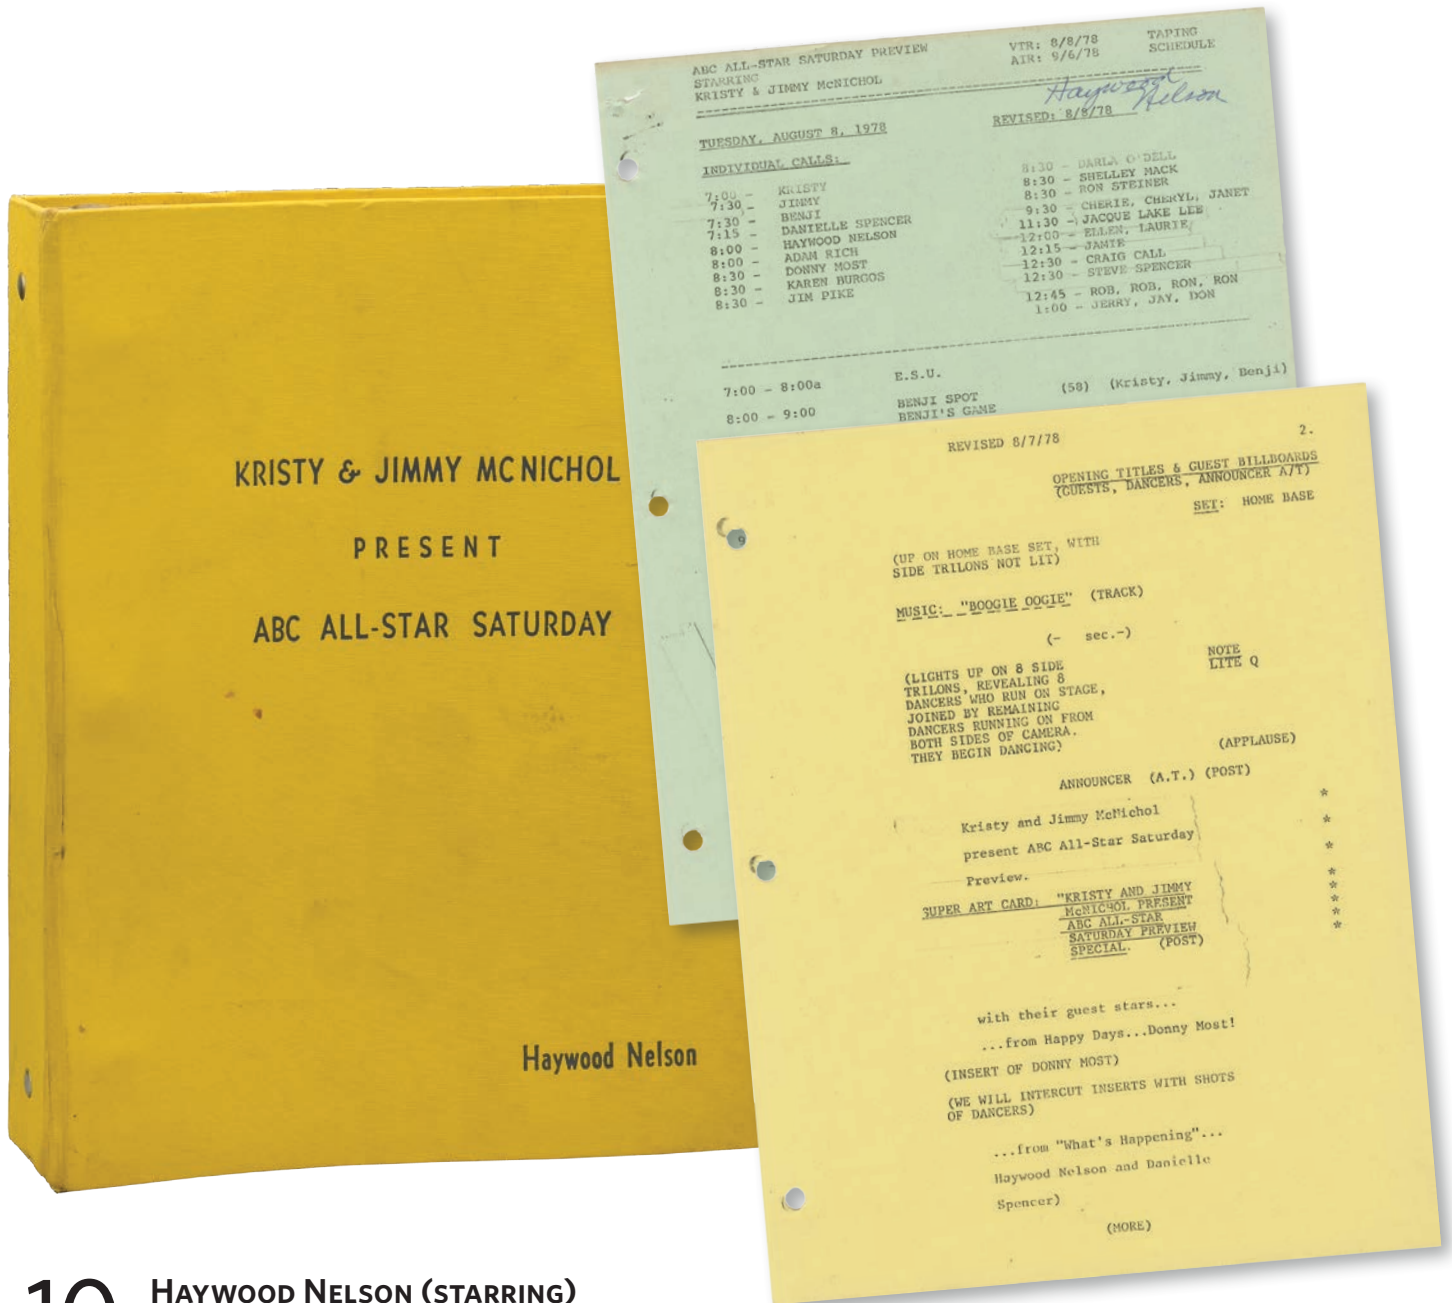 KRISTY & JIMMY MCNICHOL
PRESENT
ABC ALL-STAR SATURDAY
Haywood Nelson
ABC ALL-STAR SATURDAY PREVIEW
STARRING
KRISTY & JIMMY McNICHOL
VTR: 8/8/78
AIR: 9/6/78
TAPING
SCHEDULE
Haywood
Nelson
TUESDAY, AUGUST 8, 1978
REVISED: 8/8/78
INDIVIDUAL CALLS:
7:00 - KRISTY
7:30 - JIMMY
7:30 - BENJI
7:15 - DANIELLE SPENCER
8:00 - HAYWOOD NELSON
8:00 - ADAM RICH
8:30 - DONNY MOST
8:30 - KAREN BURGOS
8:30 - JIM PIKE
8:30 - DARLA O'DELL
8:30 - SHELLEY MACK
8:30 - RON STEINER
9:30 - CHERIE, CHERYL, JANET
11:30 - JACQUE LAKE LEE
12:00 - ELLEN, LAURIE
12:15 - JAMIE
12:30 - CRAIG CALL
12:30 - STEVE SPENCER
12:45 - ROB, ROB, RON, RON
1:00 - JERRY, JAY, DON
7:00 - 8:00a E.S.U.
8:00 - 9:00 BENJI SPOT (58) (Kristy, Jimmy, Benji)
BENJI'S GAME
REVISED 8/7/78 2.
OPENING TITLES & GUEST BILLBOARDS
(GUESTS, DANCERS, ANNOUNCER A/T)
SET: HOME BASE
(UP ON HOME BASE SET, WITH
SIDE TRILONS NOT LIT)
MUSIC: "BOOGIE OOGIE" (TRACK)
(- sec.-)
NOTE
LITE Q
(LIGHTS UP ON 8 SIDE
TRILONS, REVEALING 8
DANCERS WHO RUN ON STAGE,
JOINED BY REMAINING
DANCERS RUNNING ON FROM
BOTH SIDES OF CAMERA.
THEY BEGIN DANCING)
(APPLAUSE)
ANNOUNCER (A.T.) (POST)
*
Kristy and Jimmy McNichol *
present ABC All-Star Saturday *
Preview. *
SUPER ART CARD: "KRISTY AND JIMMY *
McNICHOL PRESENT *
ABC ALL-STAR *
SATURDAY PREVIEW *
SPECIAL. (POST)
with their guest stars...
...from Happy Days...Donny Most!
(INSERT OF DONNY MOST)
(WE WILL INTERCUT INSERTS WITH SHOTS
OF DANCERS)
...from "What's Happening"...
Haywood Nelson and Danielle
Spencer)
(MORE)
HAYWOOD NELSON (STARRING)